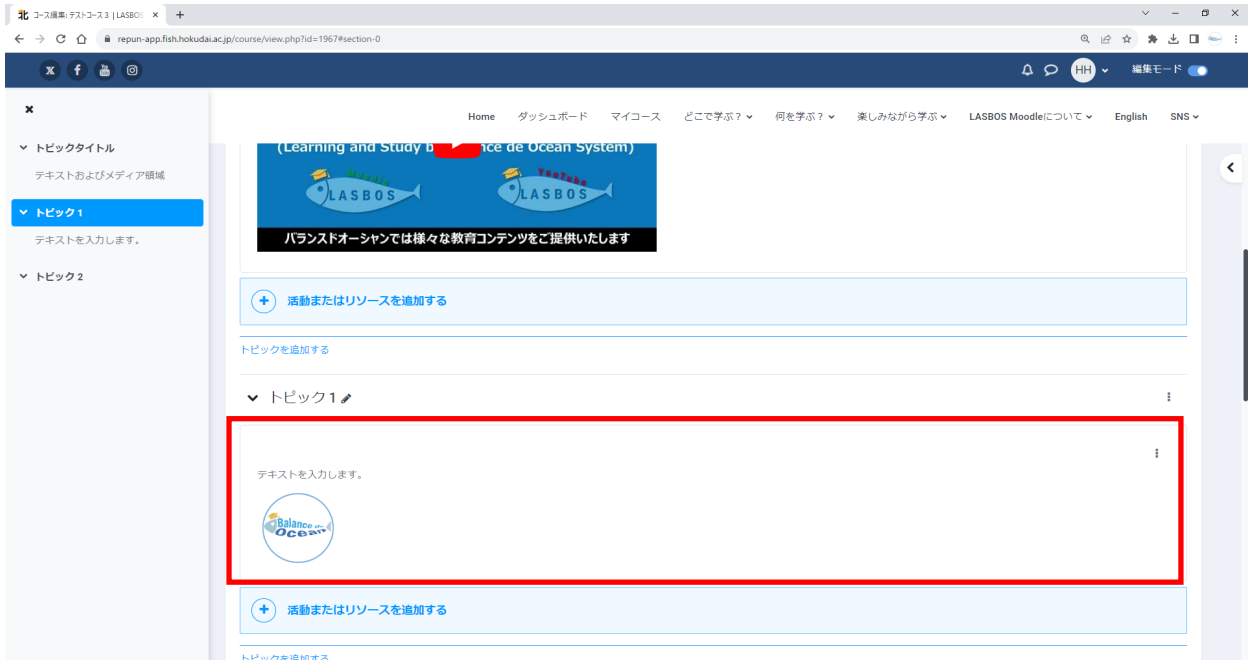 北 コース編集: テストコース 3 | LASBOS
repun-app.fish.hokudai.ac.jp/course/view.php?id=1967#section-0
HH 編集モード
Home ダッシュボード マイコース どこで学ぶ? 何を学ぶ? 楽しみながら学ぶ LASBOS Moodleについて English SNS
トピックタイトル
テキストおよびメディア領域
トピック 1
テキストを入力します。
トピック 2
Moodle LASBOS
YouTube LASBOS
バランスドオーシャンでは様々な教育コンテンツをご提供いたします
活動またはリソースを追加する
トピックを追加する
トピック 1
テキストを入力します。
Balance de
Ocean
活動またはリソースを追加する
トピックを追加する